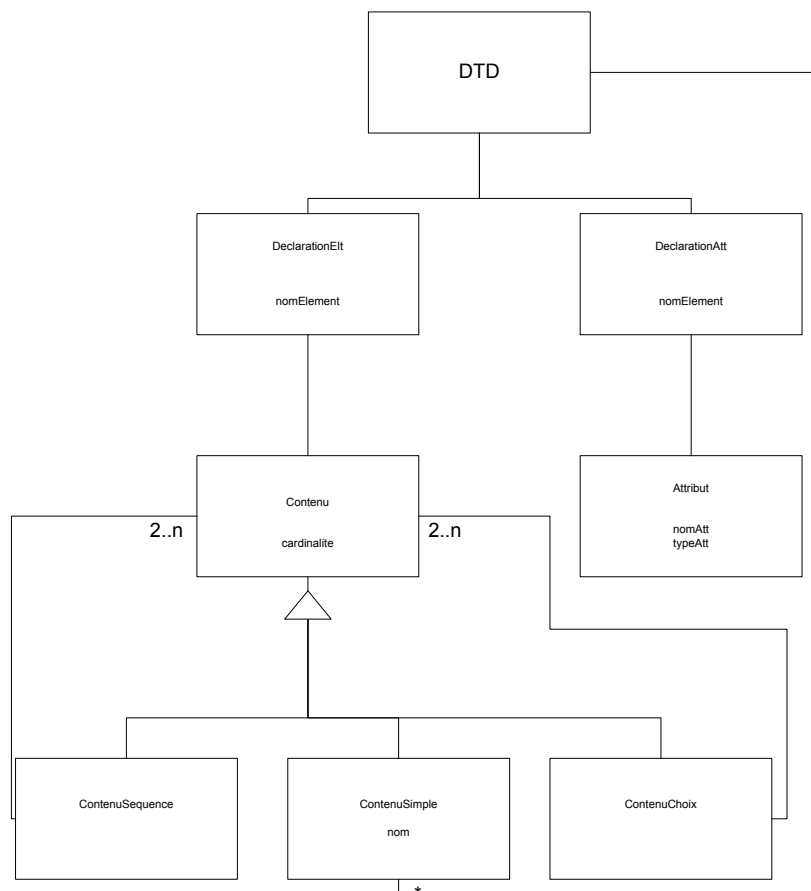 DTD
DeclarationElt
nomElement
DeclarationAtt
nomElement
Contenu
cardinalite
2..n
2..n
Attribut
nomAtt
typeAtt
ContenuSequence
ContenuSimple
nom
ContenuChoix
*